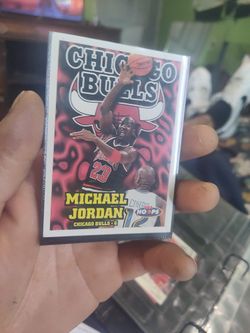 CHICAGO
BULLS
23
MICHAEL
JORDAN
CHICAGO BULLS • G
HOOPS